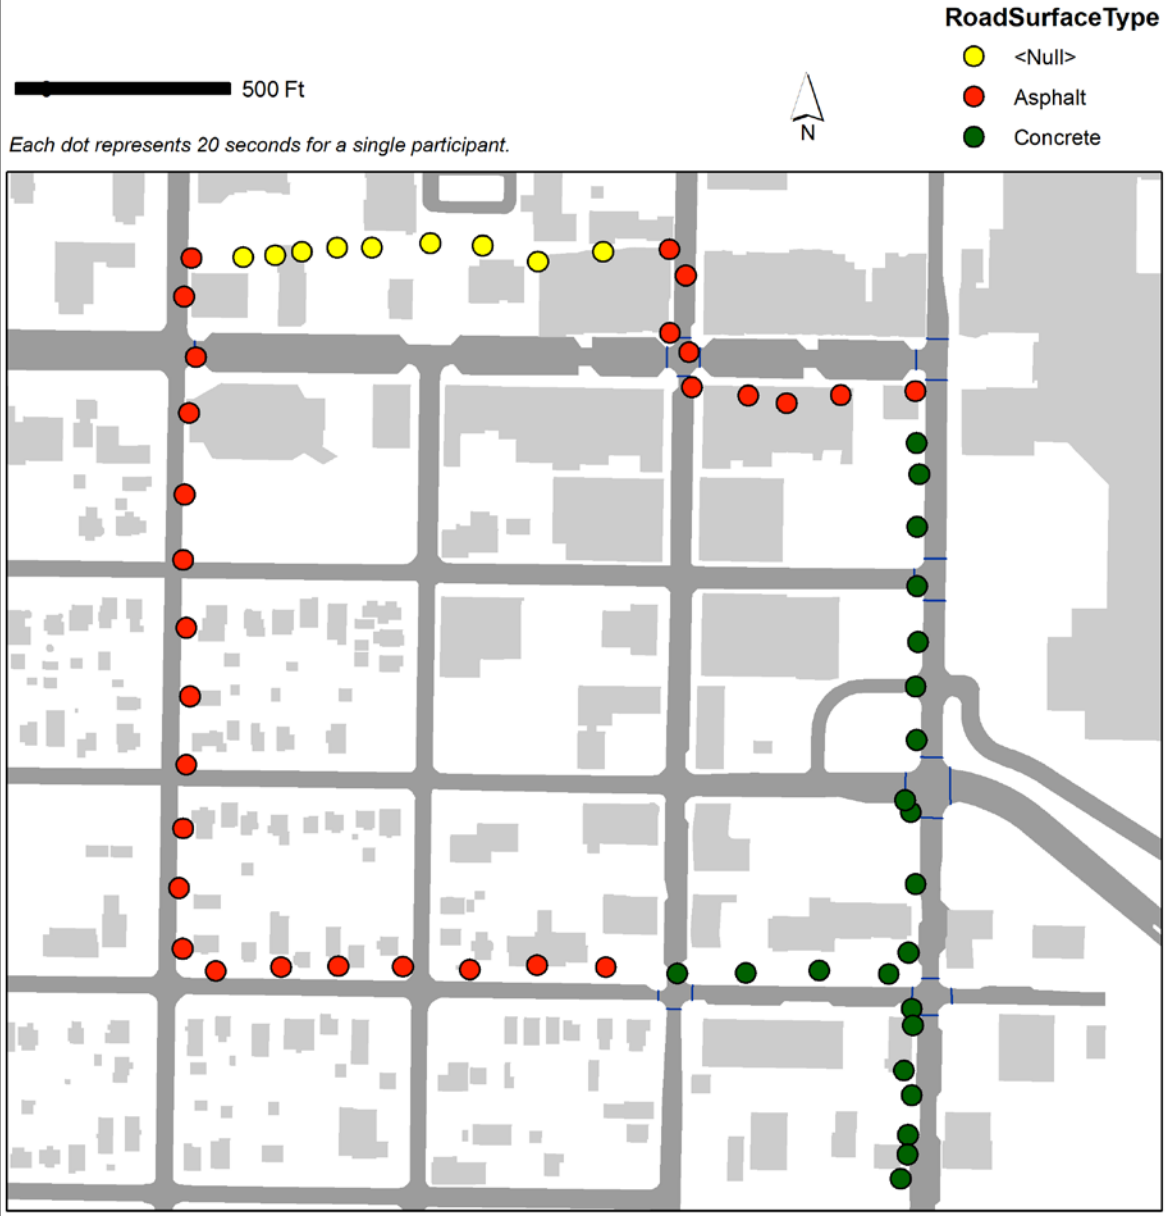 RoadSurfaceType
<Null>
500 Ft
Asphalt
N
Concrete
Each dot represents 20 seconds for a single participant.